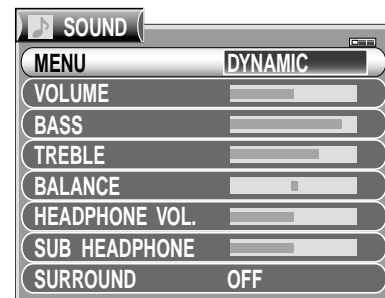 SOUND
MENU DYNAMIC
VOLUME
BASS
TREBLE
BALANCE
HEADPHONE VOL.
SUB HEADPHONE
SURROUND OFF